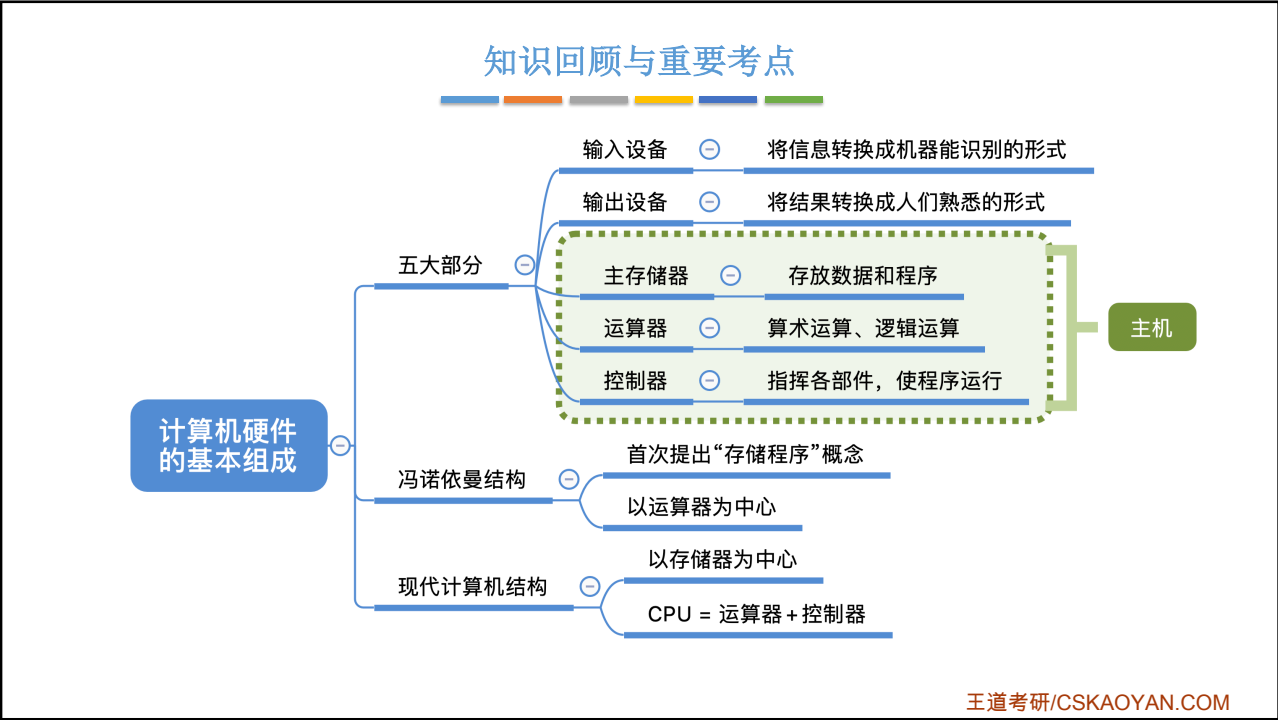 知识回顾与重要考点
输入设备
将信息转换成机器能识别的形式
输出设备
将结果转换成人们熟悉的形式
五大部分
主存储器
存放数据和程序
运算器
算术运算、逻辑运算
控制器
指挥各部件，使程序运行
主机
计算机硬件
的基本组成
冯诺依曼结构
首次提出“存储程序”概念
以运算器为中心
现代计算机结构
以存储器为中心
CPU = 运算器+控制器
王道考研/CSKAOYAN.COM